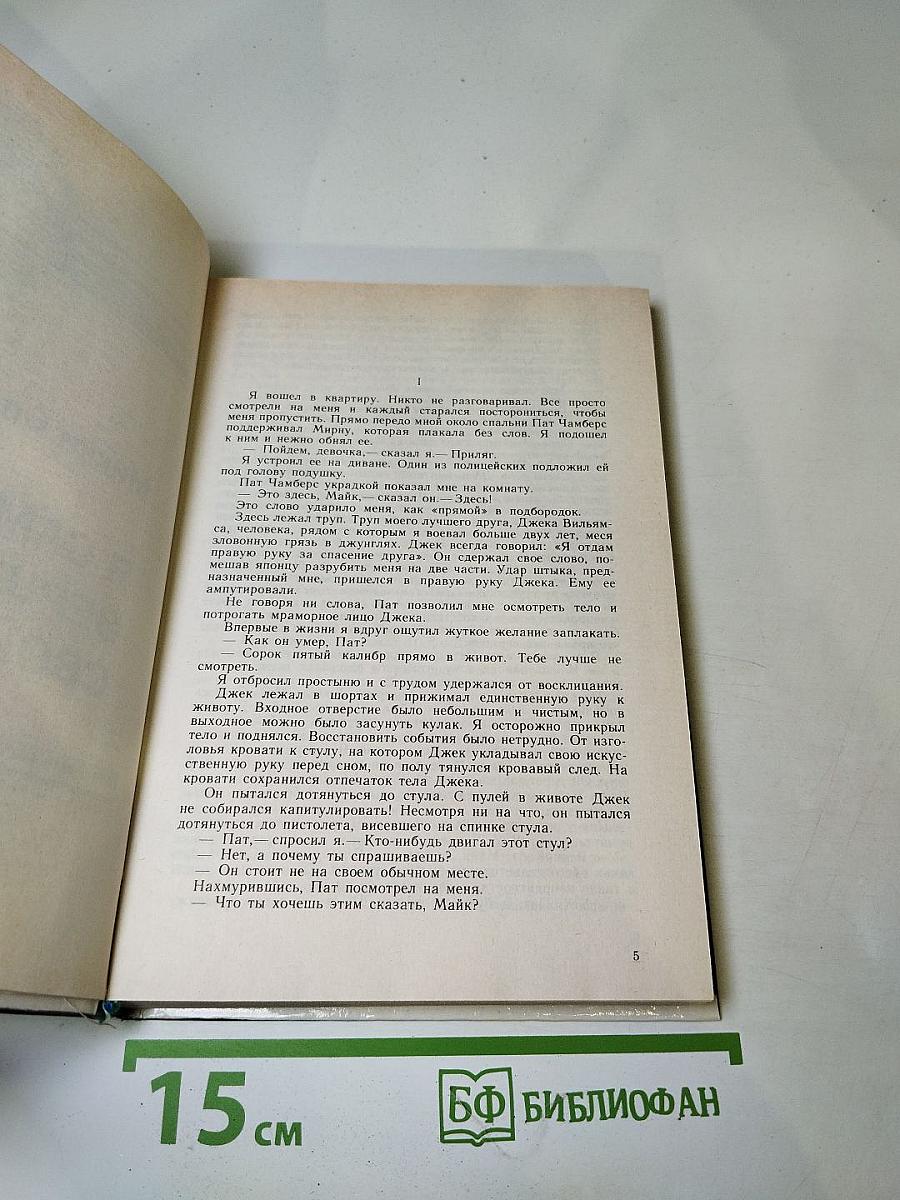 I
Я вошел в квартиру. Никто не разговаривал. Все просто
смотрели на меня и каждый старался посторониться, чтобы
меня пропустить. Прямо передо мной около спальни Пат Чамберс
поддерживал Мирну, которая плакала без слов. Я подошел
к ним и нежно обнял ее.
— Пойдем, девочка,— сказал я.— Приляг.
Я устроил ее на диване. Один из полицейских подложил ей
под голову подушку.
Пат Чамберс украдкой показал мне на комнату.
— Это здесь, Майк,— сказал он.— Здесь!
Это слово ударило меня, как «прямой» в подбородок.
Здесь лежал труп. Труп моего лучшего друга, Джека Вильям-
са, человека, рядом с которым я воевал больше двух лет, меся
зловонную грязь в джунглях. Джек всегда говорил: «Я отдам
правую руку за спасение друга». Он сдержал свое слово, по-
мешав японцу разрубить меня на две части. Удар штыка, пред-
назначенный мне, пришелся в правую руку Джека. Ему ее
ампутировали.
Не говоря ни слова, Пат позволил мне осмотреть тело и
потрогать мраморное лицо Джека.
Впервые в жизни я вдруг ощутил жуткое желание заплакать.
— Как он умер, Пат?
— Сорок пятый калибр прямо в живот. Тебе лучше не
смотреть.
Я отбросил простыню и с трудом удержался от восклицания.
Джек лежал в шортах и прижимал единственную руку к
животу. Входное отверстие было небольшим и чистым, но в
выходное можно было засунуть кулак. Я осторожно прикрыл
тело и поднялся. Восстановить события было нетрудно. От изго-
ловья кровати к стулу, на котором Джек укладывал свою искус-
ственную руку перед сном, по полу тянулся кровавый след. На
кровати сохранился отпечаток тела Джека.
Он пытался дотянуться до стула. С пулей в животе Джек
не собирался капитулировать! Несмотря ни на что, он пытался
дотянуться до пистолета, висевшего на спинке стула.
— Пат,— спросил я.— Кто-нибудь двигал этот стул?
— Нет, а почему ты спрашиваешь?
— Он стоит не на своем обычном месте.
Нахмурившись, Пат посмотрел на меня.
— Что ты хочешь этим сказать, Майк?
5
15 см
БФ БИБЛИОФАН